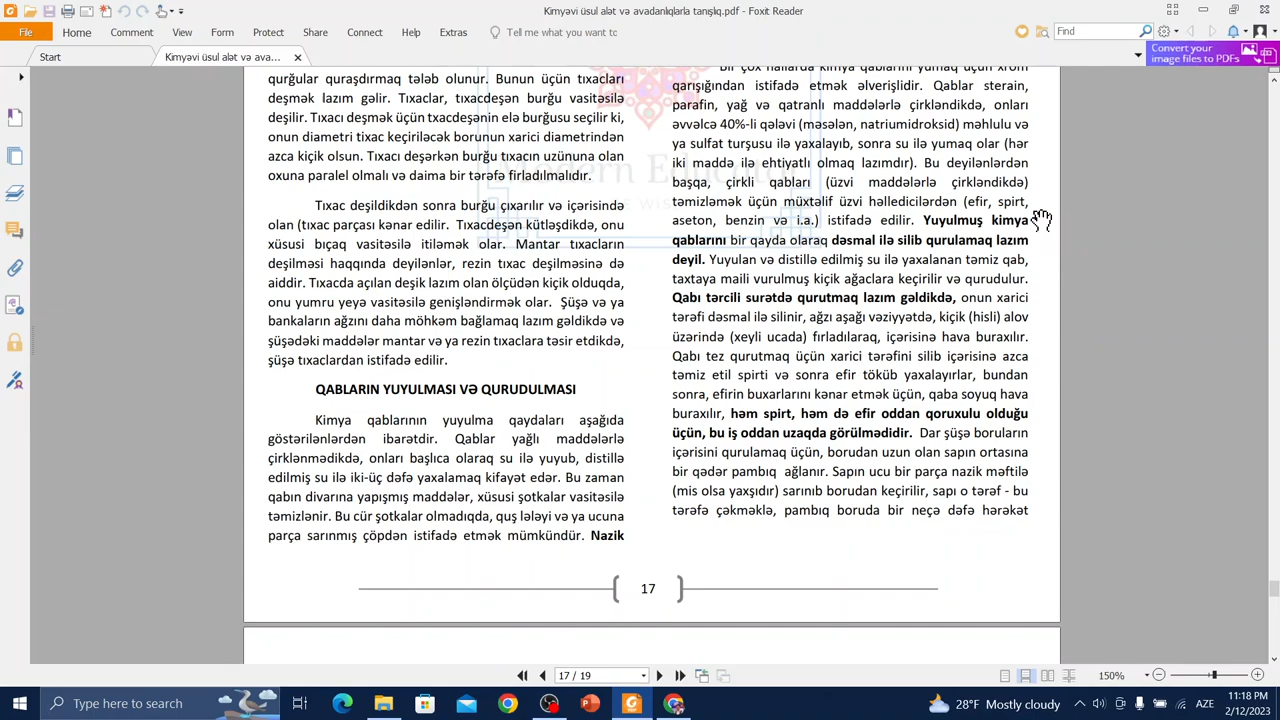 Kimyəvi üsul alət və avadanlıqlarla tanışlıq.pdf - Foxit Reader
File Home Comment View Form Protect Share Connect Help Extras Tell me what you want to Find
Start Kimyəvi üsul alət və ava...
Convert your
image files to PDFs
qurğular quraşdırmaq tələb olunur. Bunun üçün tıxacları
deşmək lazım gəlir. Tıxaclar, tıxacdeşən burğu vasitəsilə
deşilir. Tıxacı deşmək üçün txacdeşənin elə burğusu seçilir ki,
onun diametri tixac keçiriləcək borunun xarici diametrindən
azca kiçik olsun. Tıxacı deşərkən burğu tıxacın uzununa olan
oxuna paralel olmalı və daima bir tərəfə firladılmalıdır.
Tıxac deşildikdən sonra burğu çıxarılır və içərisində
olan (tıxac parçası kənar edilir. Tıxacdeşən kütləşdikdə, onu
xüsusi bıçaq vasitəsilə itiləmək olar. Mantar tıxacların
deşilməsi haqqında deyilənlər, rezin tıxac deşilməsinə də
aiddir. Tıxacda açılan deşik lazım olan ölçüdən kiçik olduqda,
onu yumru yeyə vasitəsilə genişləndirmək olar. Şüşə və ya
bankaların ağzını daha möhkəm bağlamaq lazım gəldikdə və
şüşədəki maddələr mantar və ya rezin tıxaclara təsir etdikdə,
şüşə tıxaclardan istifadə edilir.
QABLARIN YUYULMASI VƏ QURUDULMASI
Kimya qablarının yuyulma qaydaları aşağıda
göstərilənlərdən ibarətdir. Qablar yağlı maddələrlə
çirklənmədikdə, onları başlıca olaraq su ilə yuyub, distillə
edilmiş su ilə iki-üç dəfə yaxalamaq kifayət edər. Bu zaman
qabın divarına yapışmış maddələr, xüsusi şotkalar vasitəsilə
təmizlənir. Bu cür şotkalar olmadıqda, quş lələyi və ya ucuna
parça sarınmış çöpdən istifadə etmək mümkündür. Nazik
Bir çox hallarda kimya qablarını yumaq üçün xrom
qarışığından istifadə etmək əlverişlidir. Qablar sterain,
parafin, yağ və qatranlı maddələrlə çirkləndikdə, onları
əvvəlcə 40%-li qələvi (məsələn, natriumidroksid) məhlulu və
ya sulfat turşusu ilə yaxalayıb, sonra su ilə yumaq olar (hər
iki maddə ilə ehtiyatlı olmaq lazımdır). Bu deyilənlərdən
başqa, çirkli qabları (üzvi maddələrlə çirkləndikdə)
təmizləmək üçün müxtəlif üzvi həllledicilərdən (efir, spirt,
aseton, benzin və i.a.) istifadə edilir. Yuyulmuş kimya
qablarını bir qayda olaraq dəsmal ilə silib qurulamaq lazım
deyil. Yuyulan və distillə edilmiş su ilə yaxalanan təmiz qab,
taxtaya maili vurulmuş kiçik ağaclara keçirilir və qurudulur.
Qabı tərcili surətdə qurutmaq lazım gəldikdə, onun xarici
tərəfi dəsmal ilə silinir, ağzı aşağı vəziyyətdə, kiçik (hisli) alov
üzərində (xeyli ucada) fırladılaraq, içərisinə hava buraxılır.
Qabı tez qurutmaq üçün xarici tərəfini silib içərisinə azca
təmiz etil spirti və sonra efir töküb yaxalayırlar, bundan
sonra, efirin buxarlarını kənar etmək üçün, qaba soyuq hava
buraxılır, həm spirt, həm də efir oddan qoruxulu olduğu
üçün, bu iş oddan uzaqda görülmədidir. Dar şüşə boruların
içərisini qurulamaq üçün, borudan uzun olan sapın ortasına
bir qədər pambıq ağlanır. Sapın ucu bir parça nazik məftilə
(mis olsa yaxşıdır) sarınıb borudan keçirilir, sapı o tərəf - bu
tərəfə çəkməklə, pambıq boruda bir neçə dəfə hərəkət
Modern Educator
17
17 / 19
150%
Type here to search
28°F Mostly cloudy
AZE
11:18 PM
2/12/2023